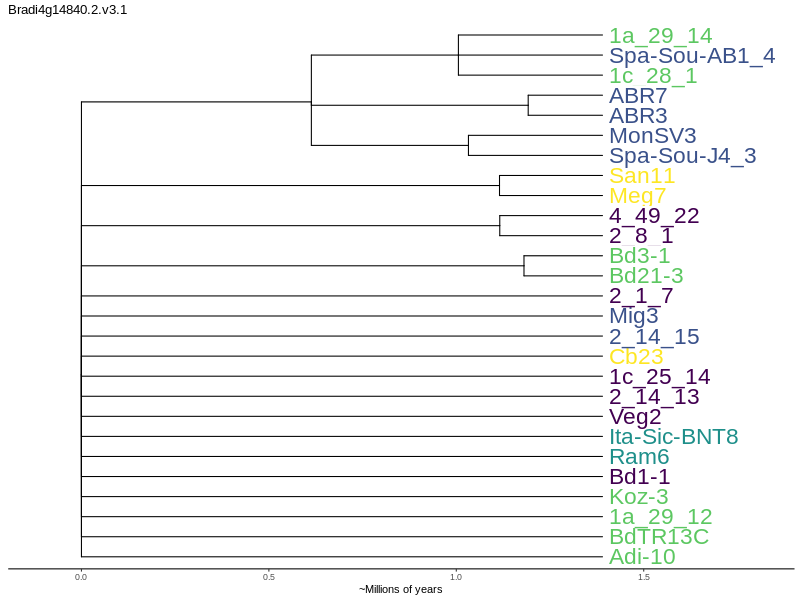 Bradi4g14840.2.v3.1
1a_29_14
Spa-Sou-AB1_4
1c_28_1
ABR7
ABR3
MonSV3
Spa-Sou-J4_3
San11
Meg7
4_49_22
2_8_1
Bd3-1
Bd21-3
2_1_7
Mig3
2_14_15
Cb23
1c_25_14
2_14_13
Veg2
Ita-Sic-BNT8
Ram6
Bd1-1
Koz-3
1a_29_12
BdTR13C
Adi-10
0.0 0.5 1.0 1.5
~Millions of years